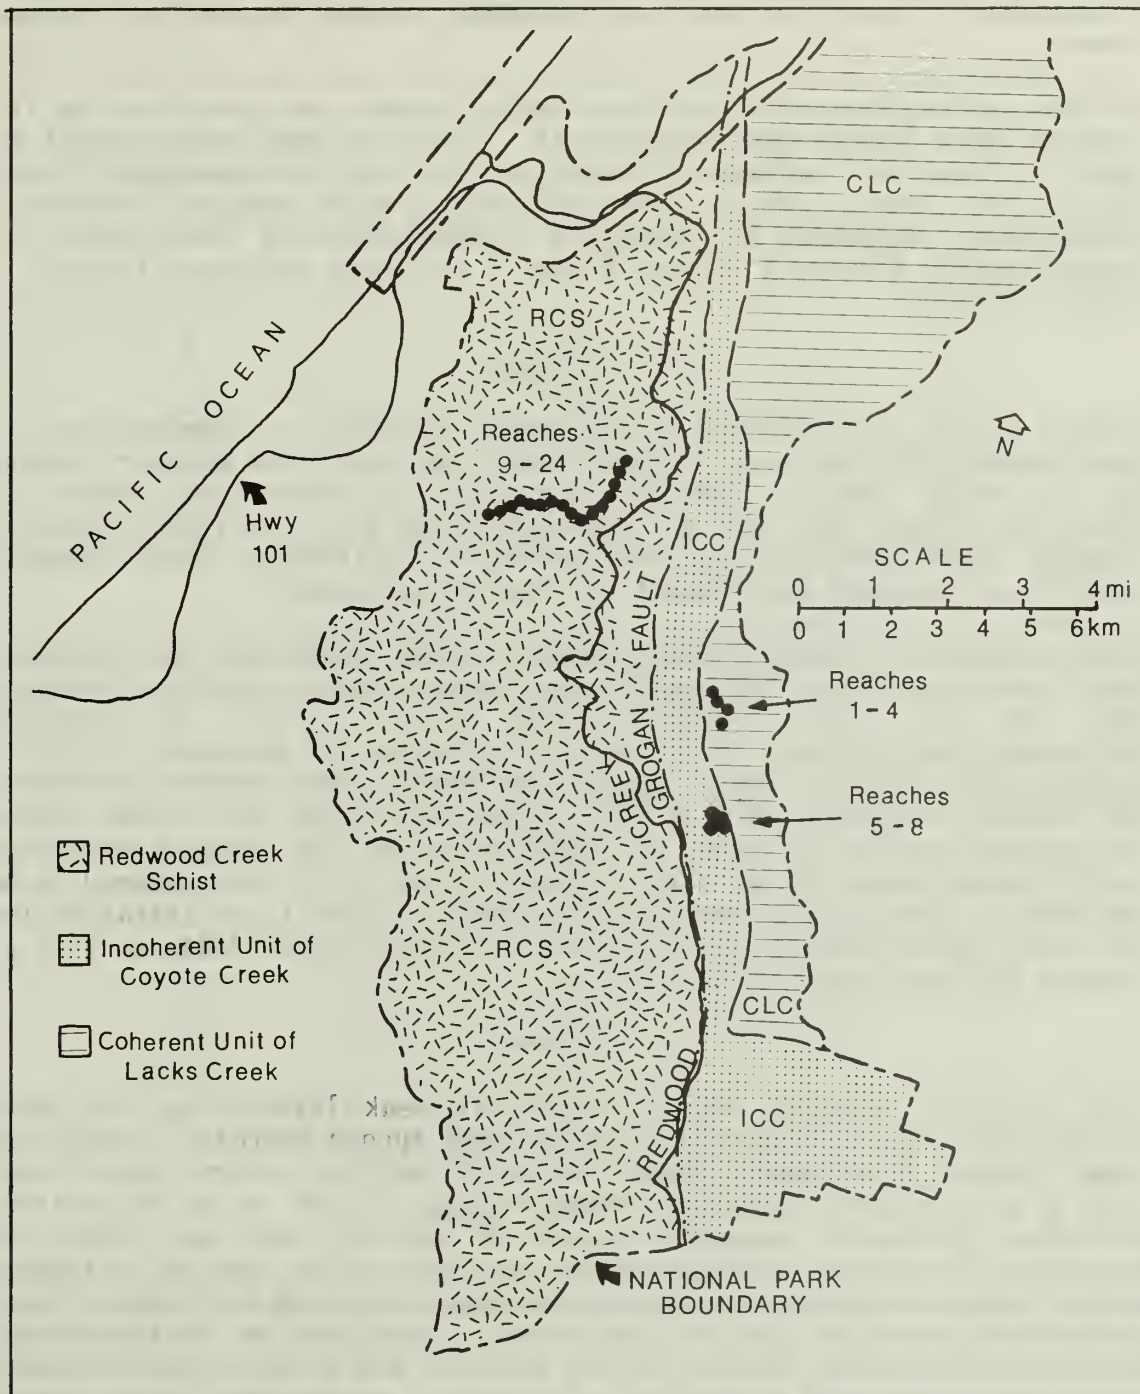 CLC
RCS
PACIFIC OCEAN
Reaches
9-24
N
Hwy
101
ICC
SCALE
0 1 2 3 4 mi
0 1 2 3 4 5 6 km
GROGAN FAULT
Reaches
1-4
CREEK
Reaches
5-8
Redwood Creek
Schist
RCS
Incoherent Unit of
Coyote Creek
CLC
Coherent Unit of
Lacks Creek
REDWOOD
ICC
NATIONAL PARK
BOUNDARY